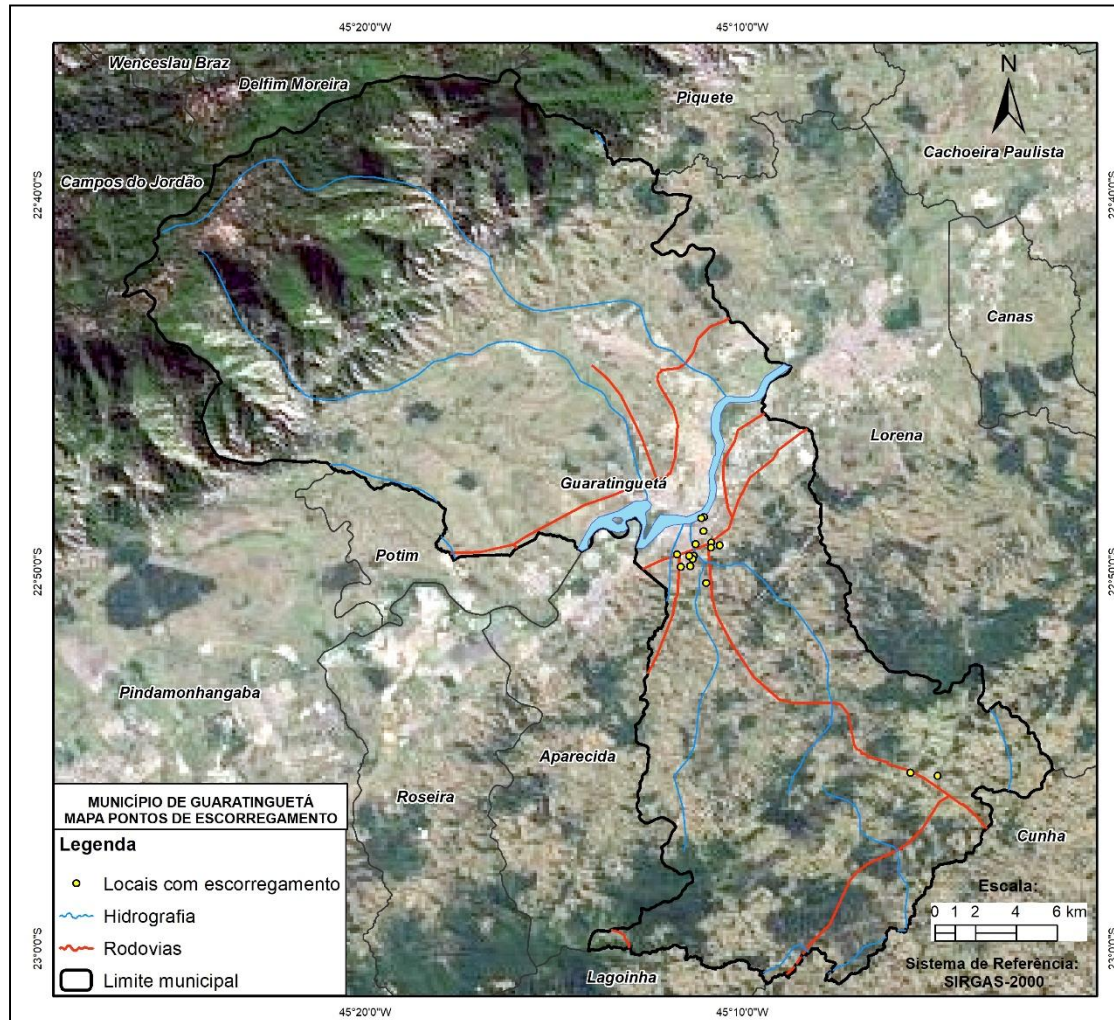 45°20'0"W
45°10'0"W
Wenceslau Braz
Delfim Moreira
Piquete
N
Cachoeira Paulista
Campos do Jordão
22°40'0"S
22°40'0"S
Canas
Lorena
Guaratinguetá
Potim
22°50'0"S
22°50'0"S
Pindamonhangaba
Aparecida
Roseira
Cunha
MUNICÍPIO DE GUARATINGUETÁ
MAPA PONTOS DE ESCORREGAMENTO
Legenda
Locais com escorregamento
Hidrografia
Rodovias
Limite municipal
Escala:
0 1 2 4 6 km
Sistema de Referência:
SIRGAS-2000
23°0'0"S
23°0'0"S
Lagoinha
45°20'0"W
45°10'0"W